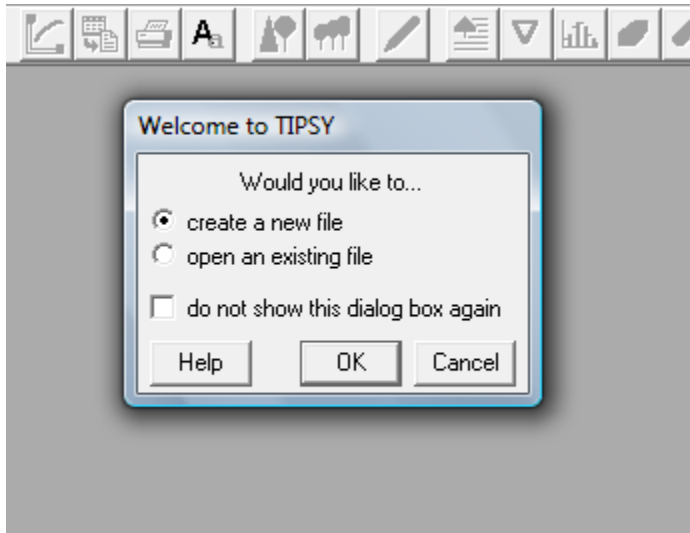 Aa
Welcome to TIPSY
Would you like to...
create a new file
open an existing file
do not show this dialog box again
Help OK Cancel